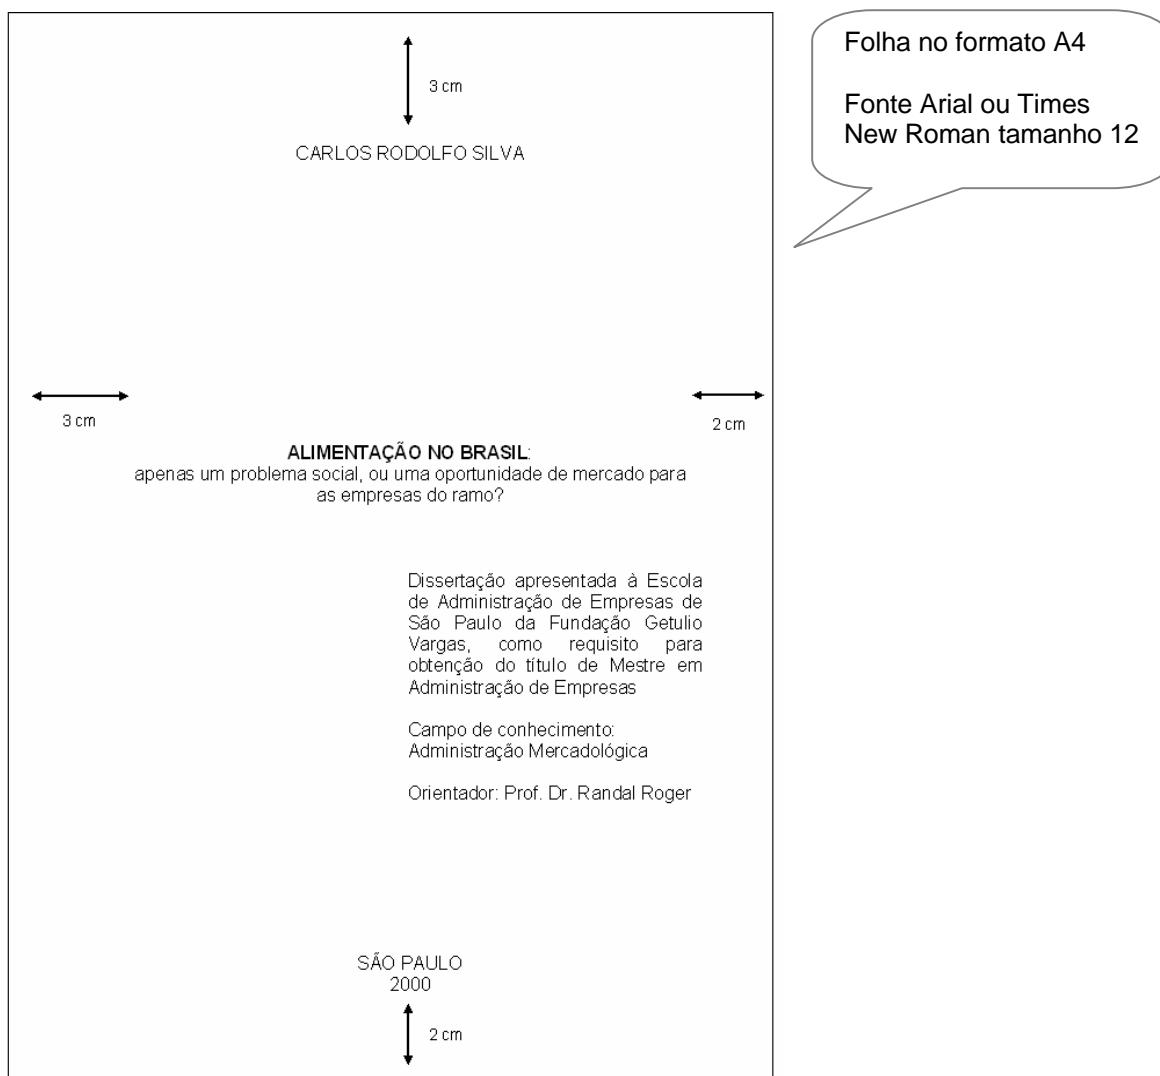 Folha no formato A4
Fonte Arial ou Times
New Roman tamanho 12
3 cm
CARLOS RODOLFO SILVA
3 cm
2 cm
ALIMENTAÇÃO NO BRASIL:
apenas um problema social, ou uma oportunidade de mercado para
as empresas do ramo?
Dissertação apresentada à Escola
de Administração de Empresas de
São Paulo da Fundação Getulio
Vargas, como requisito para
obtenção do título de Mestre em
Administração de Empresas
Campo de conhecimento:
Administração Mercadológica
Orientador: Prof. Dr. Randal Roger
SÃO PAULO
2000
2 cm